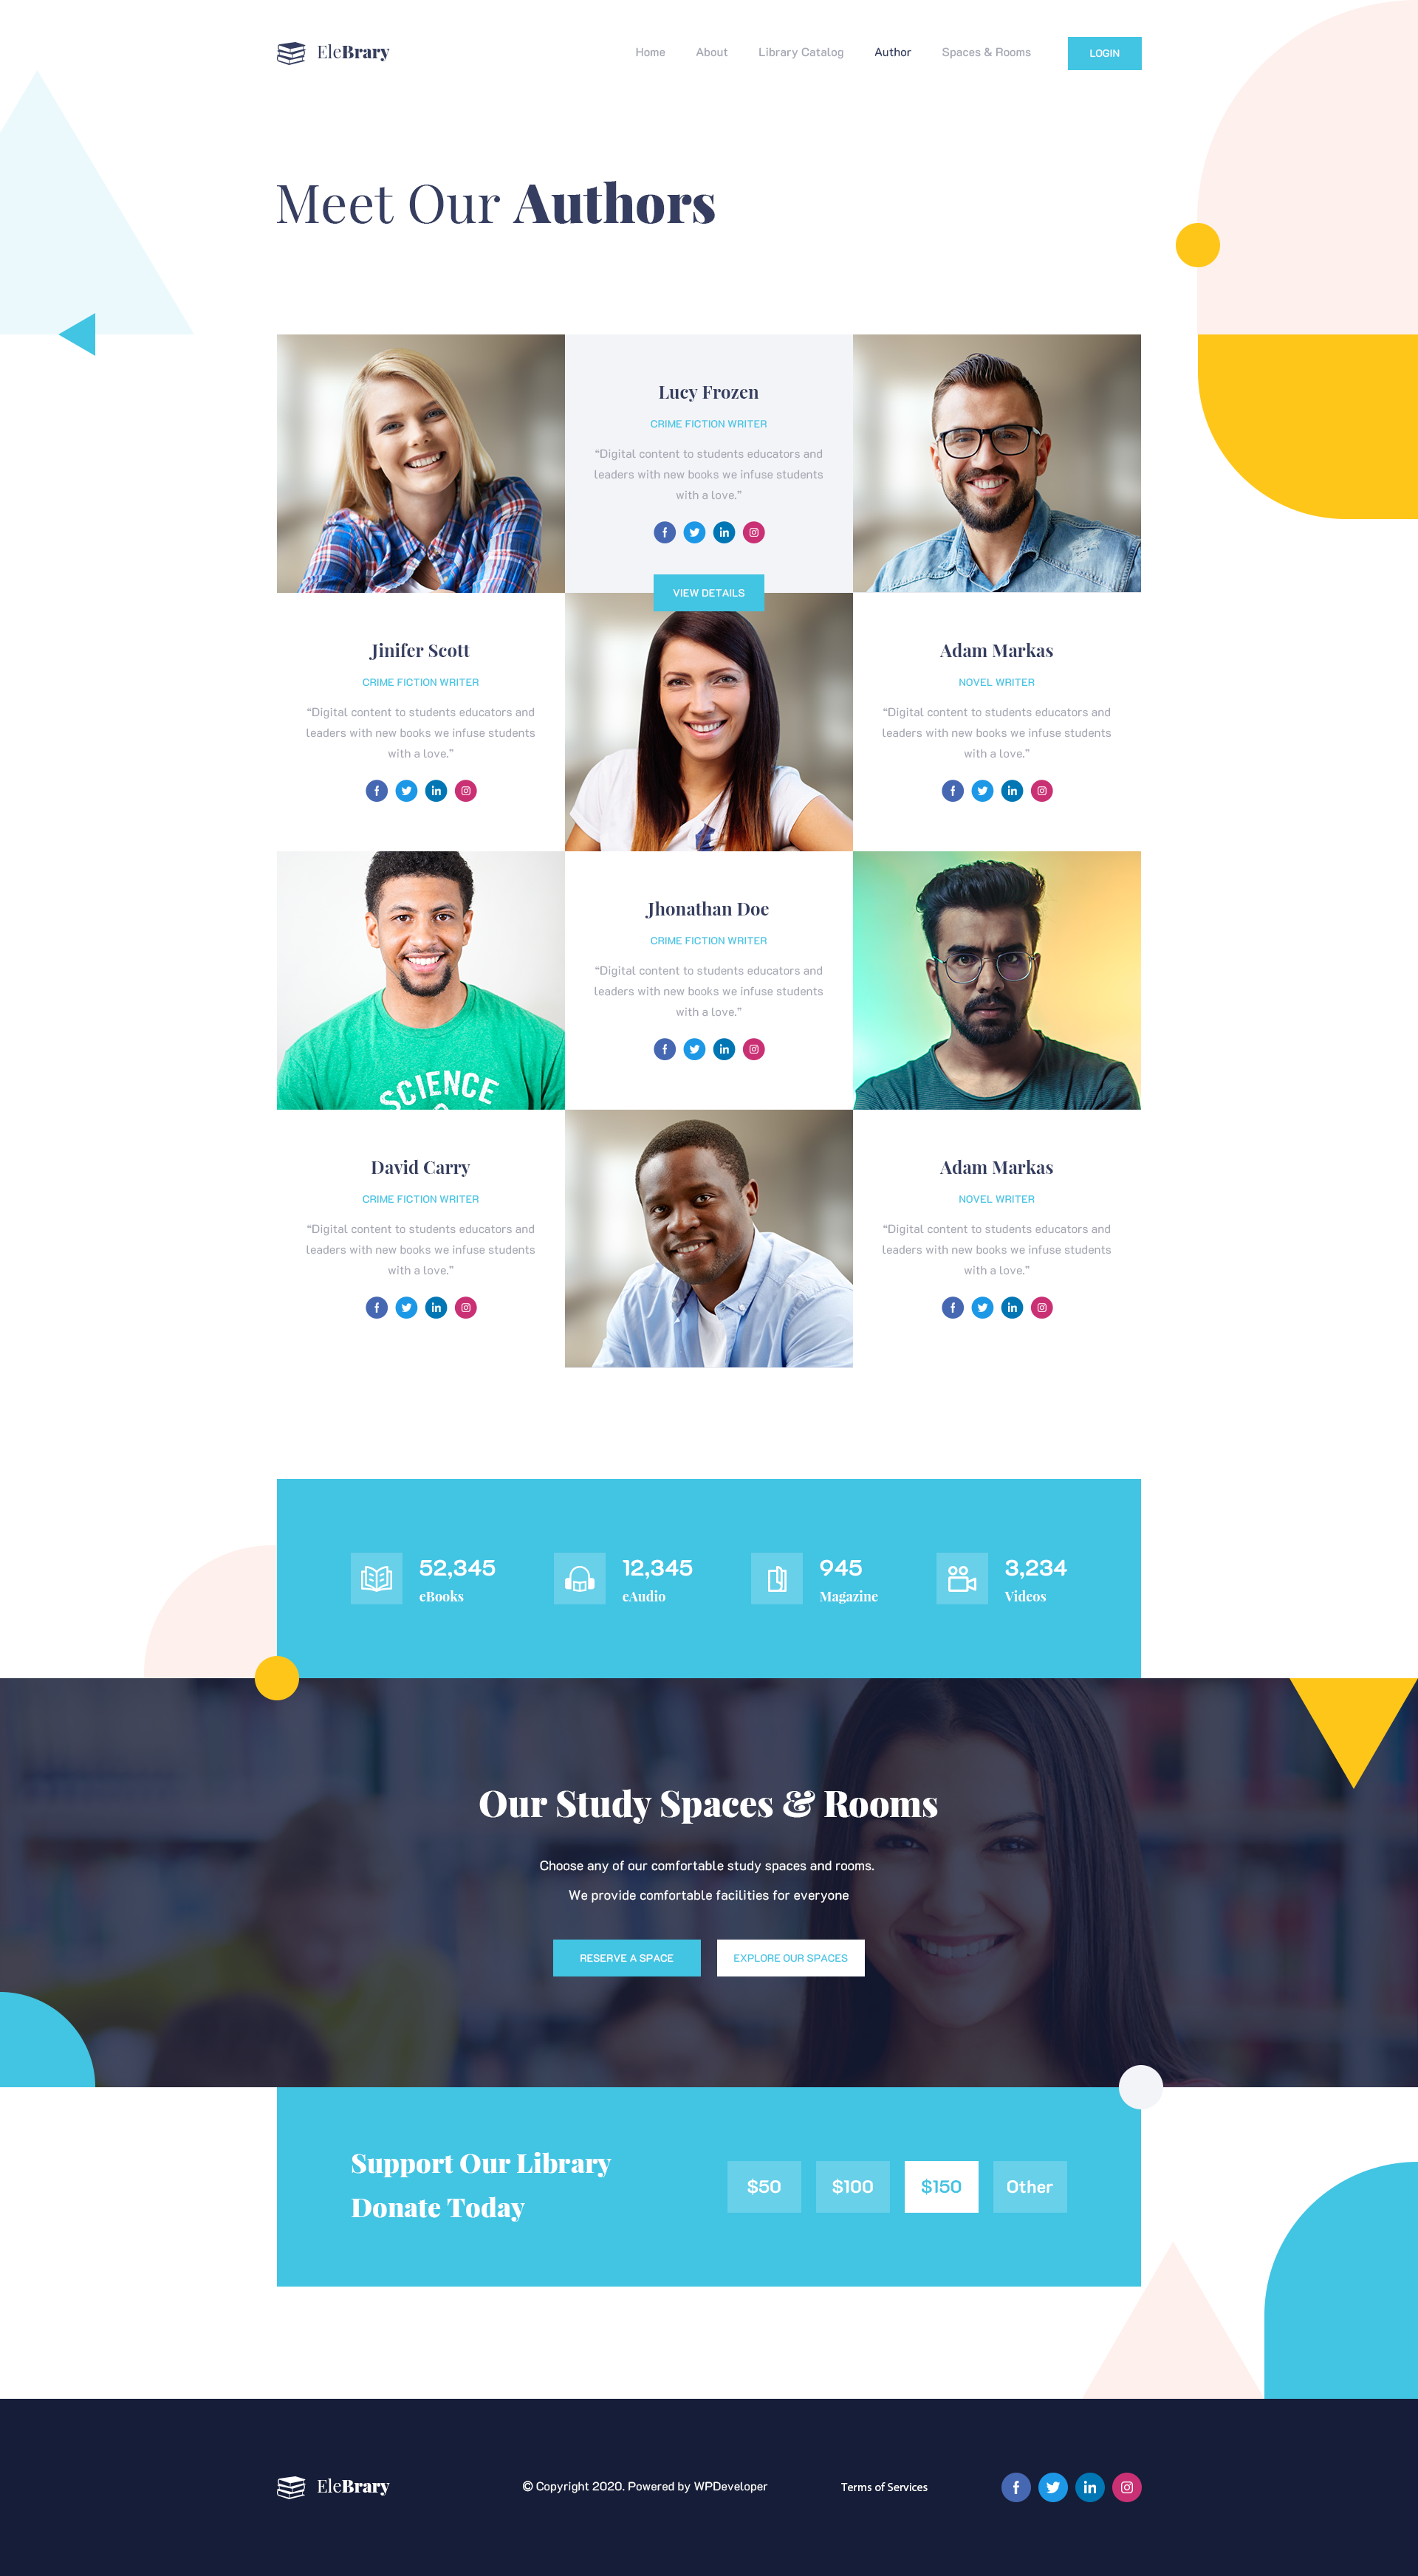 EleBrary
Home
About
Library Catalog
Author
Spaces & Rooms
LOGIN
Meet Our Authors
Lucy Frozen
CRIME FICTION WRITER
“Digital content to students educators and
leaders with new books we infuse students
with a love.”
VIEW DETAILS
Jinifer Scott
CRIME FICTION WRITER
“Digital content to students educators and
leaders with new books we infuse students
with a love.”
Adam Markas
NOVEL WRITER
“Digital content to students educators and
leaders with new books we infuse students
with a love.”
SCIENCE
Jhonathan Doe
CRIME FICTION WRITER
“Digital content to students educators and
leaders with new books we infuse students
with a love.”
David Carry
CRIME FICTION WRITER
“Digital content to students educators and
leaders with new books we infuse students
with a love.”
Adam Markas
NOVEL WRITER
“Digital content to students educators and
leaders with new books we infuse students
with a love.”
52,345
eBooks
12,345
eAudio
945
Magazine
3,234
Videos
Our Study Spaces & Rooms
Choose any of our comfortable study spaces and rooms.
We provide comfortable facilities for everyone
RESERVE A SPACE
EXPLORE OUR SPACES
Support Our Library
Donate Today
$50
$100
$150
Other
EleBrary
© Copyright 2020. Powered by WPDeveloper
Terms of Services